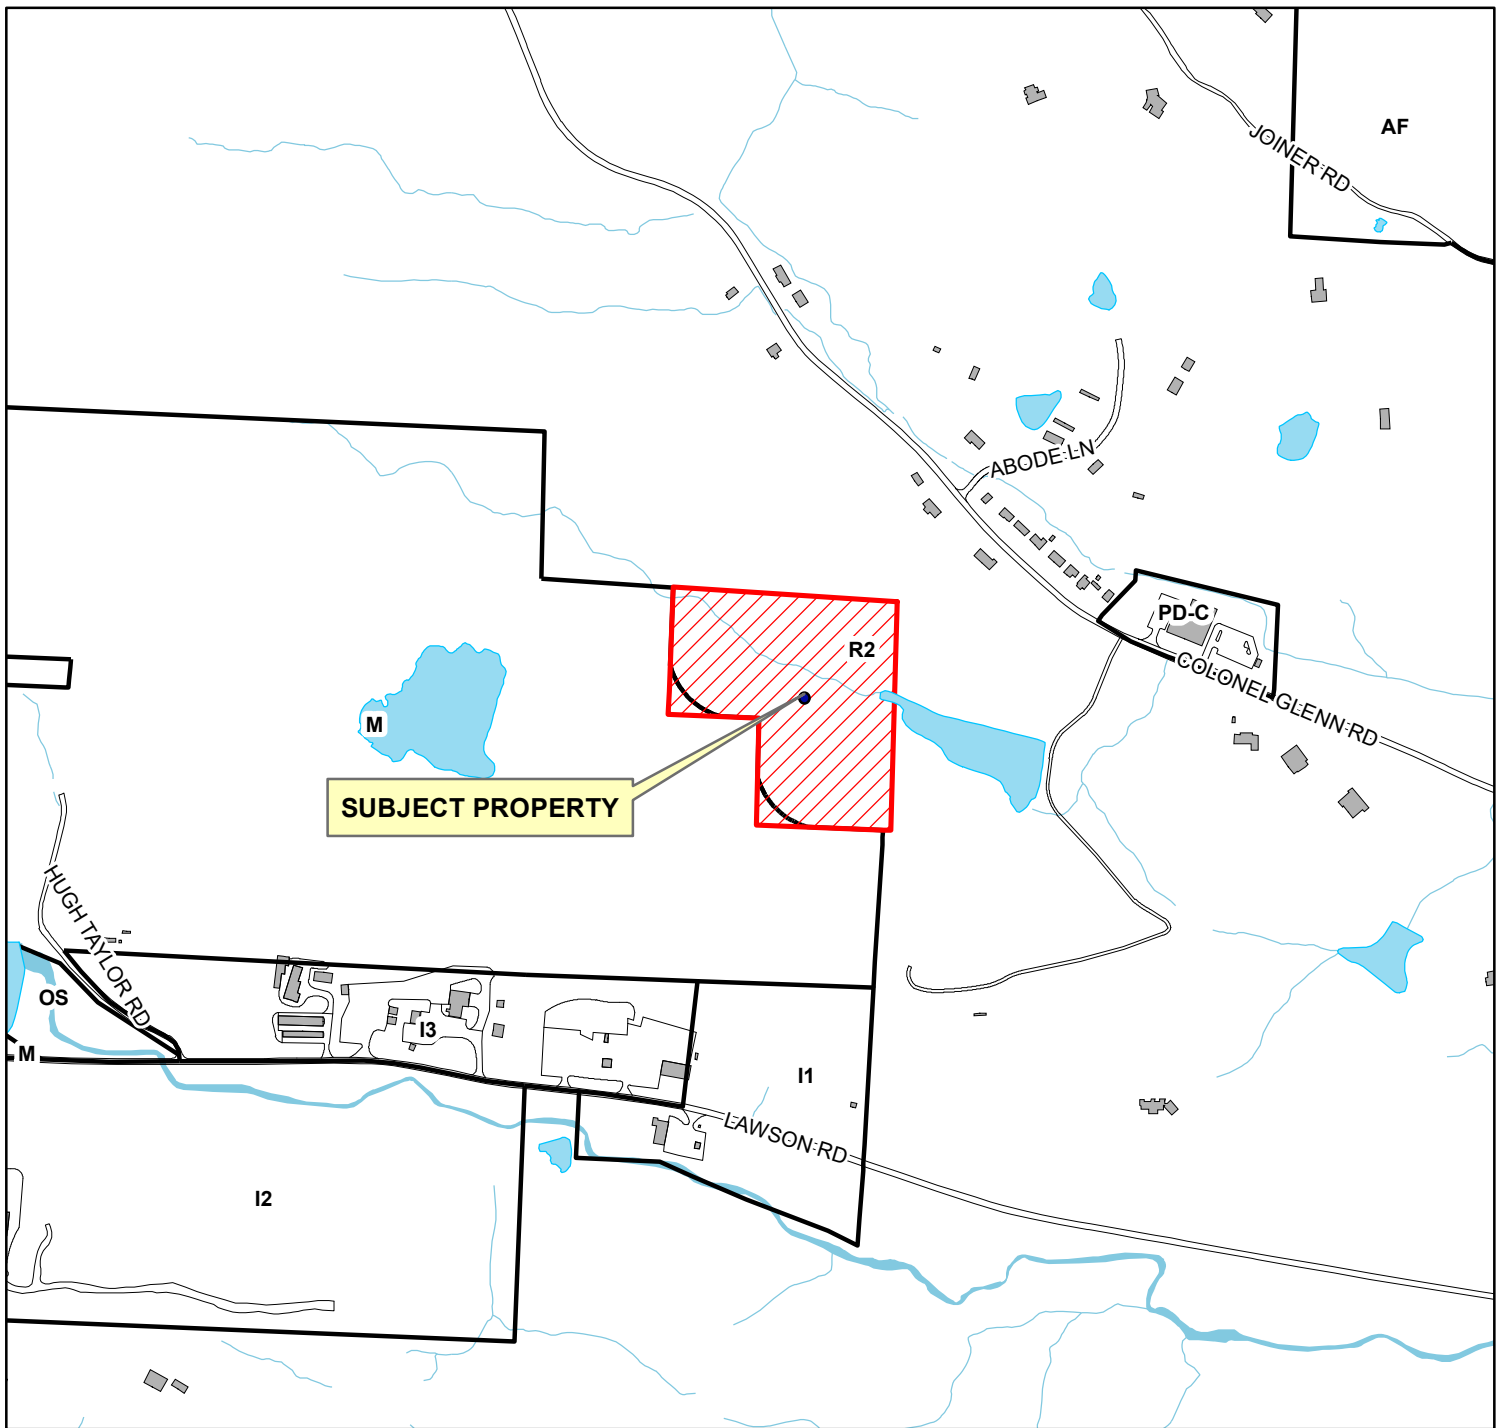 AF
JOINER RD
ABODE LN
PD-C
R2
COLONEL GLENN RD
M
SUBJECT PROPERTY
HUGH TAYLOR RD
OS
I3
M
I1
LAWSON RD
I2